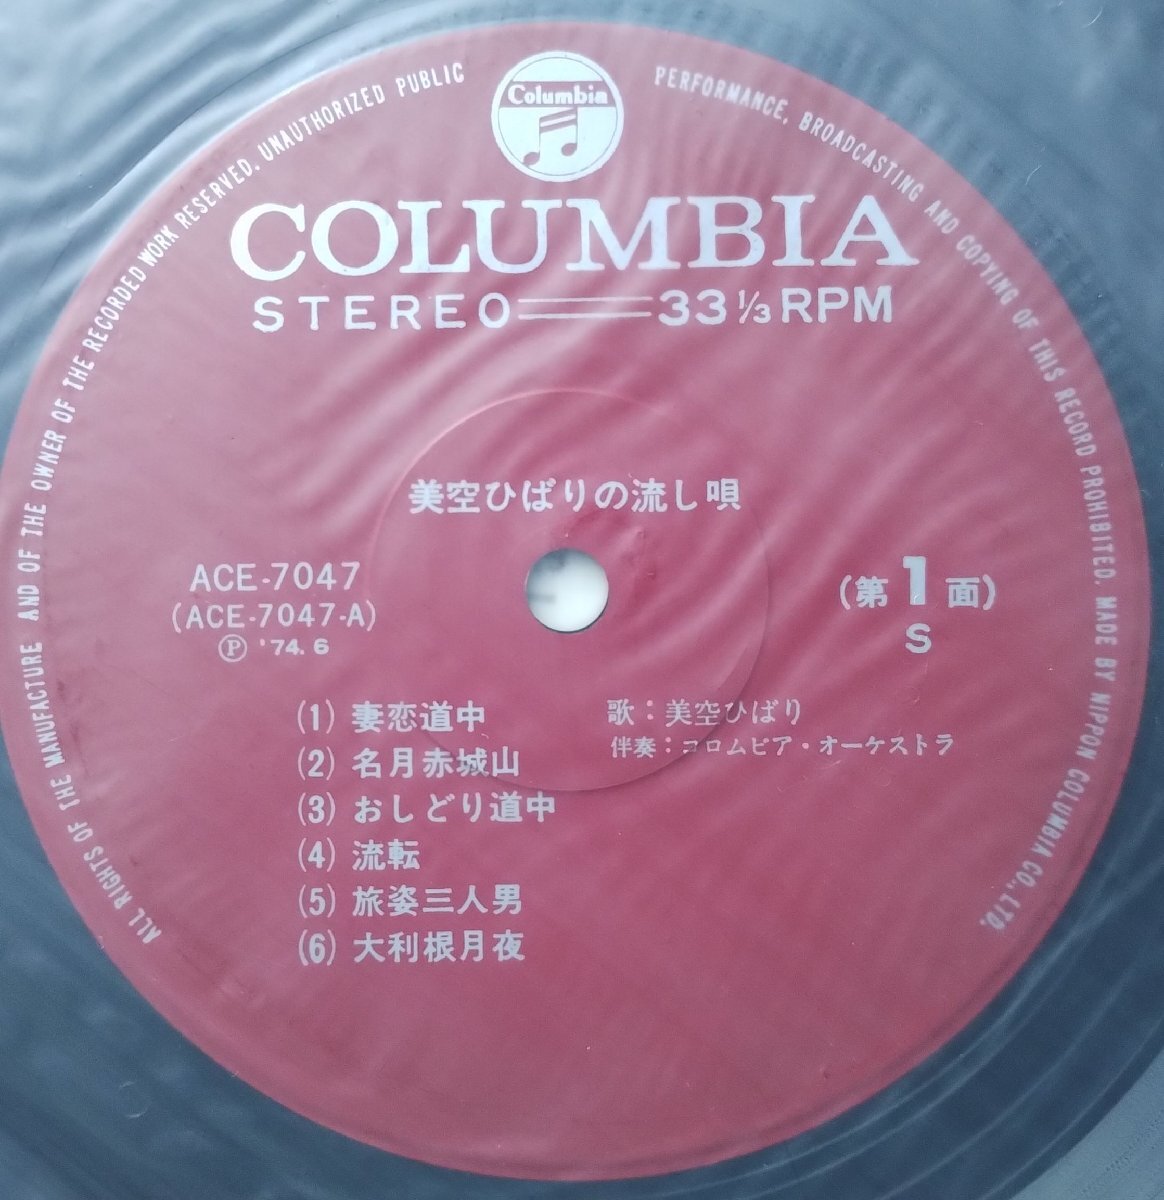 Columbia
COLUMBIA
STEREO 33 1/3 RPM
美空ひばりの流し唄
ACE-7047
(ACE-7047-A)
Ⓟ '74.6
(第1面)
S
(1) 妻恋道中
(2) 名月赤城山
(3) おしどり道中
(4) 流転
(5) 旅姿三人男
(6) 大利根月夜
歌:美空ひばり
伴奏:コロムビア・オーケストラ
ALL RIGHTS OF THE MANUFACTURE AND OF THE OWNER OF THE RECORDED WORK RESERVED. UNAUTHORIZED PUBLIC PERFORMANCE, BROADCASTING AND COPYING OF THIS RECORD PROHIBITED. MADE BY NIPPON COLUMBIA CO., LTD.